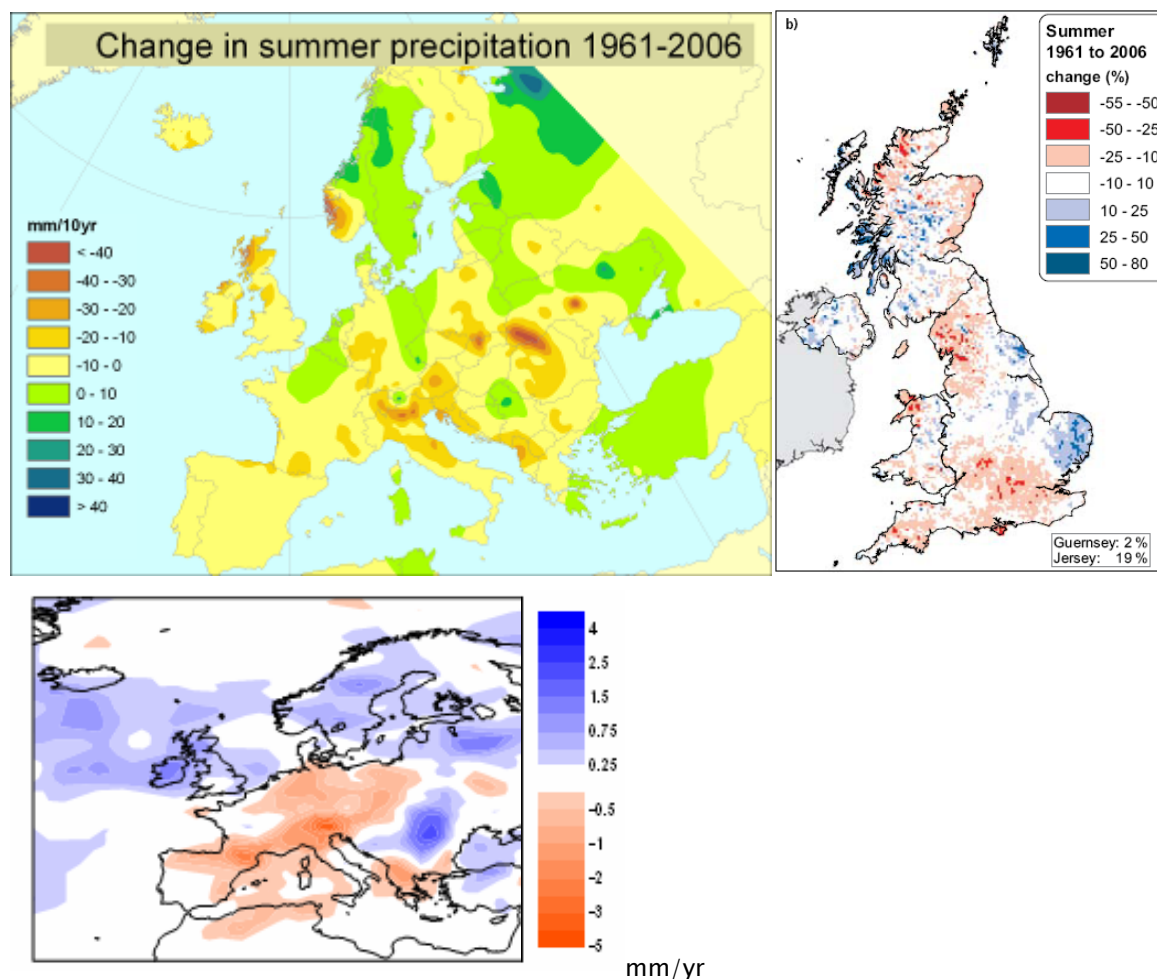 Change in summer precipitation 1961-2006
mm/10yr
< -40
-40 - -30
-30 - -20
-20 - -10
-10 - 0
0 - 10
10 - 20
20 - 30
30 - 40
> 40
b)
Summer
1961 to 2006
change (%)
-55 - -50
-50 - -25
-25 - -10
-10 - 10
10 - 25
25 - 50
50 - 80
Guernsey: 2 %
Jersey: 19 %
4
2.5
1.5
0.75
0.25
-0.5
-1
-2
-3
-5
mm/yr